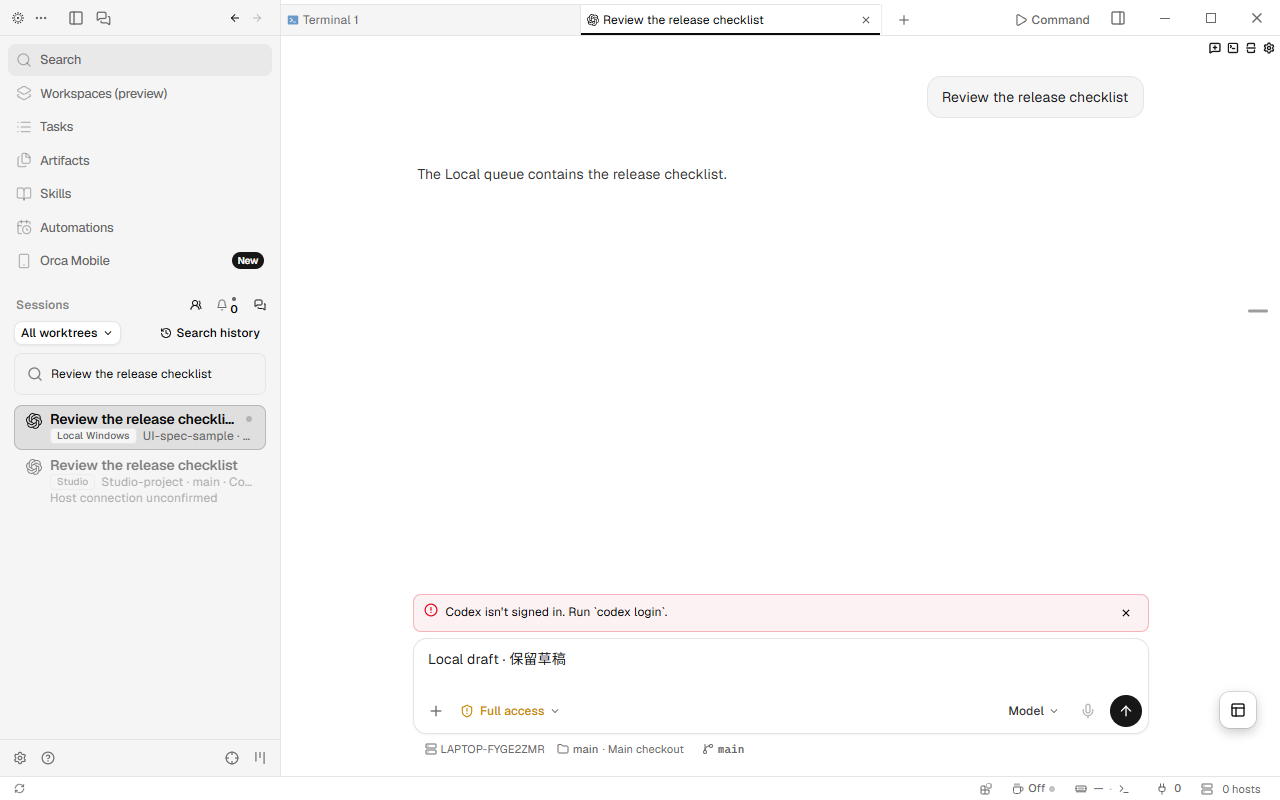 Terminal 1
Review the release checklist
Command
Search
Workspaces (preview)
Tasks
Artifacts
Skills
Automations
Orca Mobile
New
Sessions
0
All worktrees
Search history
Review the release checklist
Review the release checkli...
Local Windows
UI-spec-sample · ...
Review the release checklist
Studio
Studio-project · main · Co...
Host connection unconfirmed
Review the release checklist
The Local queue contains the release checklist.
Codex isn't signed in. Run `codex login`.
Local draft · 保留草稿
Full access
Model
LAPTOP-FYGE2ZMR
main · Main checkout
main
Off
0
0 hosts